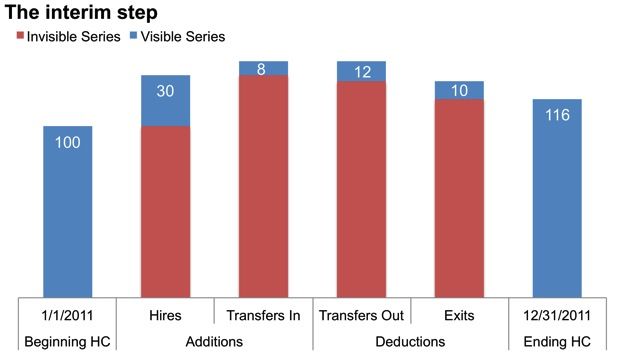 The interim step
Invisible Series Visible Series
100
30
8
12
10
116
1/1/2011 Hires Transfers In Transfers Out Exits 12/31/2011
Beginning HC Additions Deductions Ending HC